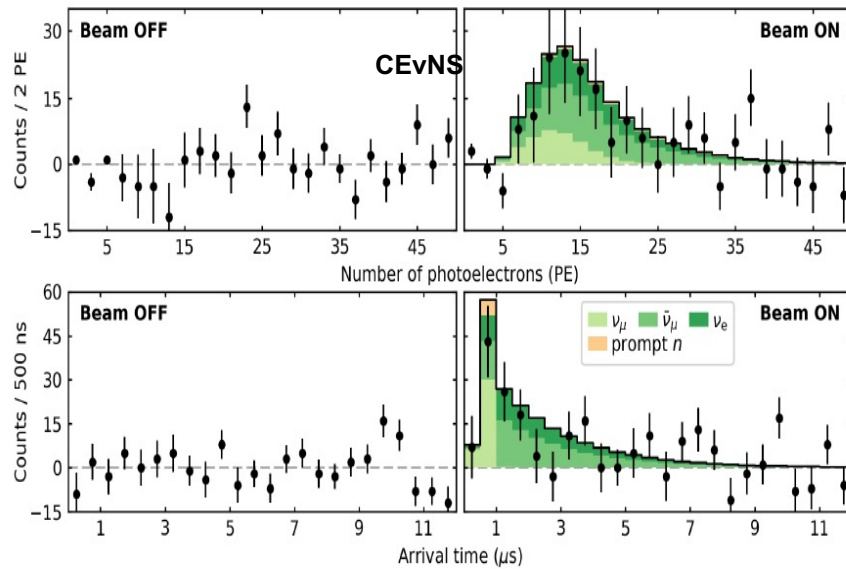 Beam OFF
Beam ON
CEvNS
Counts / 2 PE
30
15
0
−15
5 15 25 35 45 5 15 25 35 45
Number of photoelectrons (PE)
Beam OFF
Beam ON
νμ ν̄μ νe
prompt n
Counts / 500 ns
60
45
30
15
0
−15
1 3 5 7 9 11 1 3 5 7 9 11
Arrival time (μs)